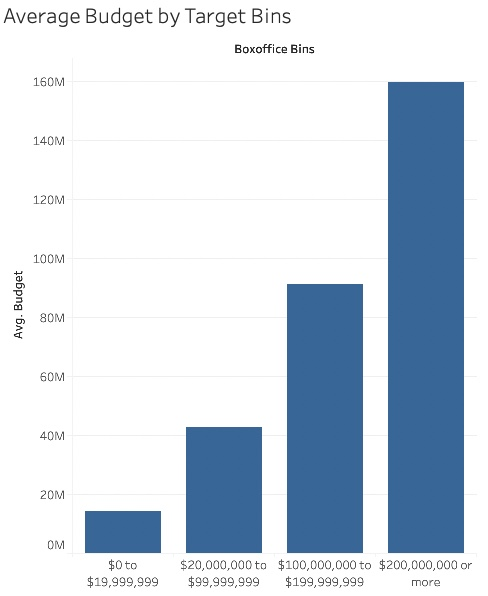 Average Budget by Target Bins
Boxoffice Bins
160M
140M
120M
100M
80M
60M
40M
20M
0M
Avg. Budget
$0 to
$19,999,999
$20,000,000 to
$99,999,999
$100,000,000 to
$199,999,999
$200,000,000 or
more